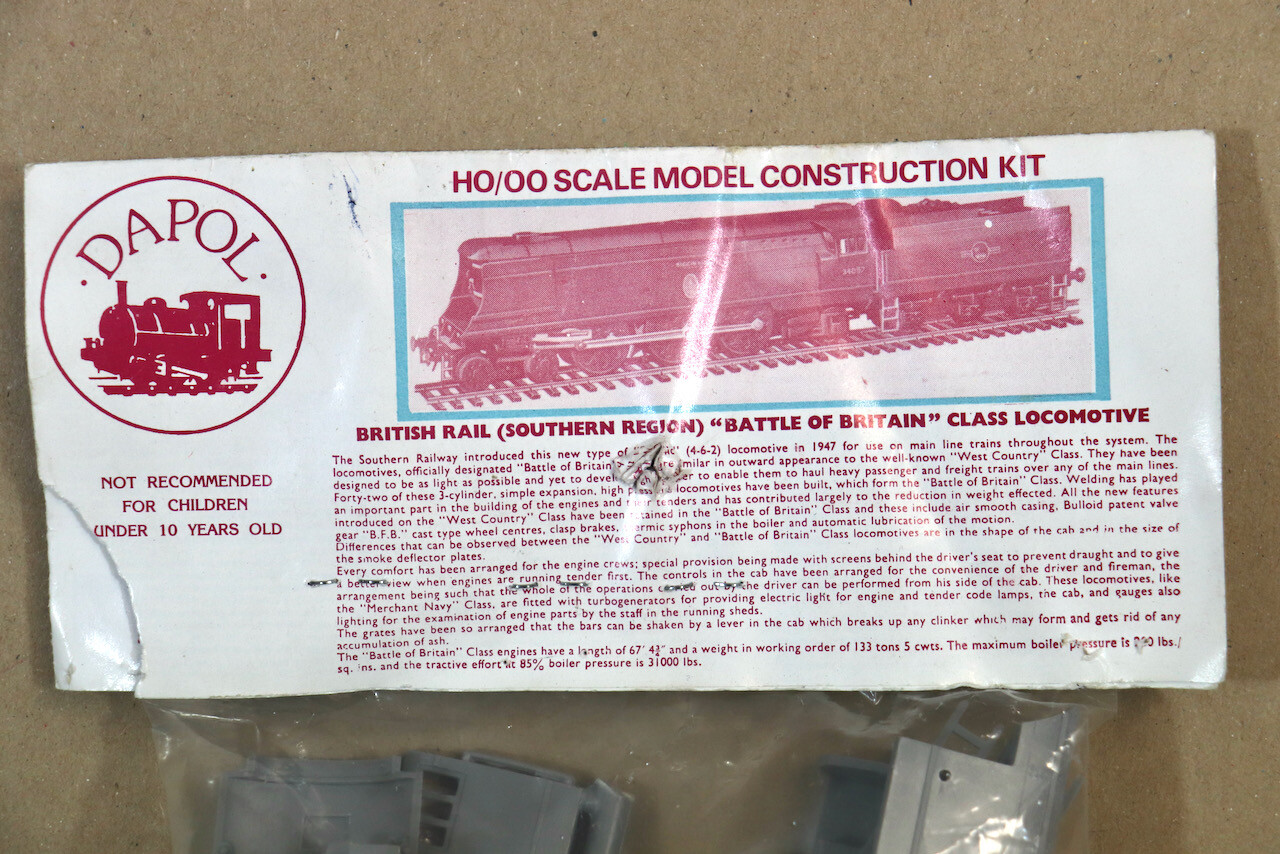 HO/OO SCALE MODEL CONSTRUCTION KIT
· DAPOL ·
34057
BRITISH RAIL (SOUTHERN REGION) “BATTLE OF BRITAIN” CLASS LOCOMOTIVE
NOT RECOMMENDED
FOR CHILDREN
UNDER 10 YEARS OLD
The Southern Railway introduced this new type of (4-6-2) locomotive in 1947 for use on main line trains throughout the system. The
locomotives, officially designated "Battle of Britain similar in outward appearance to the well-known "West Country" Class. They have been
designed to be as light as possible and yet to to enable them to haul heavy passenger and freight trains over any of the main lines.
Forty-two of these 3-cylinder, simple expansion, high locomotives have been built, which form the "Battle of Britain" Class. Welding has played
an important part in the building of the engines and their tenders and has contributed largely to the reduction in weight effected. All the new features
introduced on the "West Country" Class have been retained in the "Battle of Britain" Class and these include air smooth casing, Bulloid patent valve
gear "B.F.B." cast type wheel centres, clasp brakes, thermic syphons in the boiler and automatic lubrication of the motion.
Differences that can be observed between the "West Country" and "Battle of Britain" Class locomotives are in the shape of the cab and in the size of
the smoke deflector plates.
Every comfort has been arranged for the engine crews; special provision being made with screens behind the driver's seat to prevent draught and to give
a better view when engines are running tender first. The controls in the cab have been arranged for the convenience of the driver and fireman, the
arrangement being such that the whole of the operations carried out by the driver can be performed from his side of the cab. These locomotives, like
the "Merchant Navy" Class, are fitted with turbogenerators for providing electric light for engine and tender code lamps, the cab, and gauges also
lighting for the examination of engine parts by the staff in the running sheds.
The grates have been so arranged that the bars can be shaken by a lever in the cab which breaks up any clinker which may form and gets rid of any
accumulation of ash.
The "Battle of Britain" Class engines have a length of 67' 4¾" and a weight in working order of 133 tons 5 cwts. The maximum boiler pressure is lbs./
sq. ins. and the tractive effort at 85% boiler pressure is 31000 lbs.